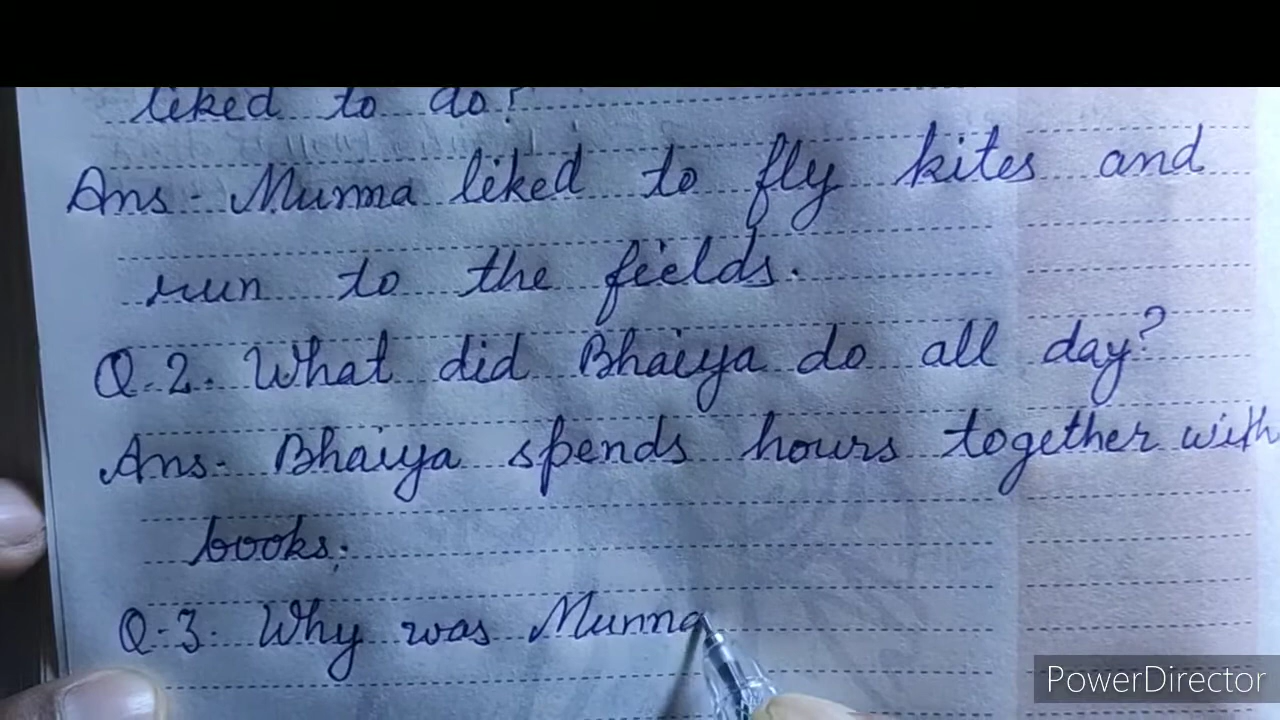 liked to do?
Ans - Munna liked to fly kites and
run to the fields.
Q.2. What did Bhaiya do all day?
Ans - Bhaiya spends hours together with
books.
Q.3. Why was Munna
PowerDirector